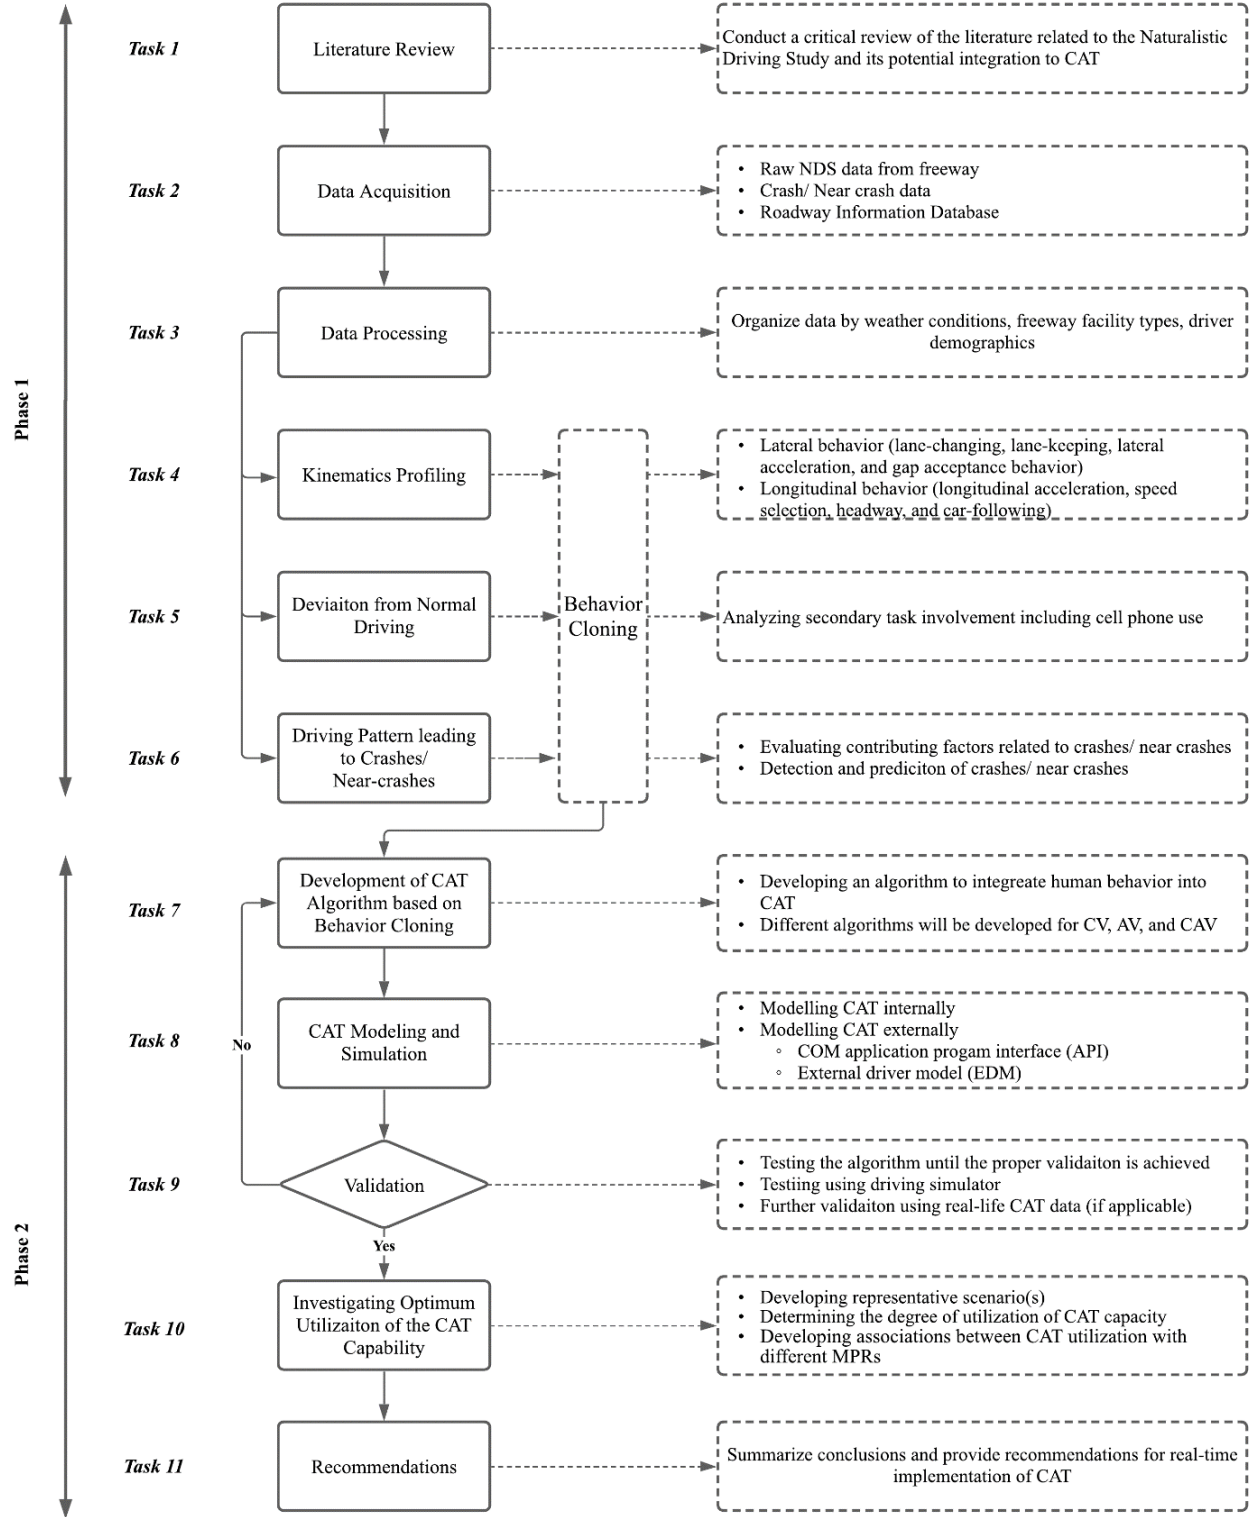 Phase 1
Task 1
Literature Review
Conduct a critical review of the literature related to the Naturalistic
Driving Study and its potential integration to CAT
Task 2
Data Acquisition
• Raw NDS data from freeway
• Crash/ Near crash data
• Roadway Information Database
Task 3
Data Processing
Organize data by weather conditions, freeway facility types, driver
demographics
Task 4
Kinematics Profiling
• Lateral behavior (lane-changing, lane-keeping, lateral
acceleration, and gap acceptance behavior)
• Longitudinal behavior (longitudinal acceleration, speed
selection, headway, and car-following)
Task 5
Deviaiton from Normal
Driving
Behavior
Cloning
Analyzing secondary task involvement including cell phone use
Task 6
Driving Pattern leading
to Crashes/
Near-crashes
• Evaluating contributing factors related to crashes/ near crashes
• Detection and prediciton of crashes/ near crashes
Phase 2
Task 7
Development of CAT
Algorithm based on
Behavior Cloning
• Developing an algorithm to integreate human behavior into
CAT
• Different algorithms will be developed for CV, AV, and CAV
Task 8
CAT Modeling and
Simulation
• Modelling CAT internally
• Modelling CAT externally
◦ COM application progam interface (API)
◦ External driver model (EDM)
No
Task 9
Validation
• Testing the algorithm until the proper validaiton is achieved
• Testiing using driving simulator
• Further validaiton using real-life CAT data (if applicable)
Yes
Task 10
Investigating Optimum
Utilizaiton of the CAT
Capability
• Developing representative scenario(s)
• Determining the degree of utilization of CAT capacity
• Developing associations between CAT utilization with
different MPRs
Task 11
Recommendations
Summarize conclusions and provide recommendations for real-time
implementation of CAT